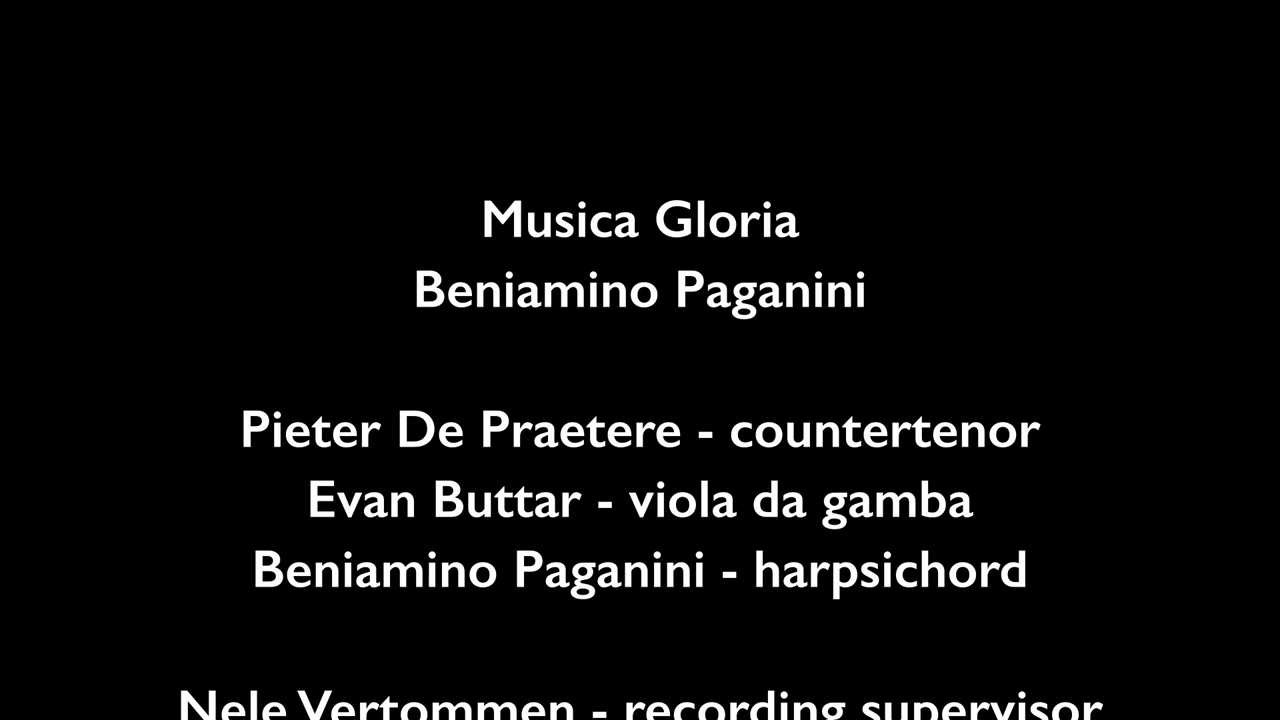 Musica Gloria
Beniamino Paganini
Pieter De Praetere - countertenor
Evan Buttar - viola da gamba
Beniamino Paganini - harpsichord
Nele Vertommen - recording supervisor